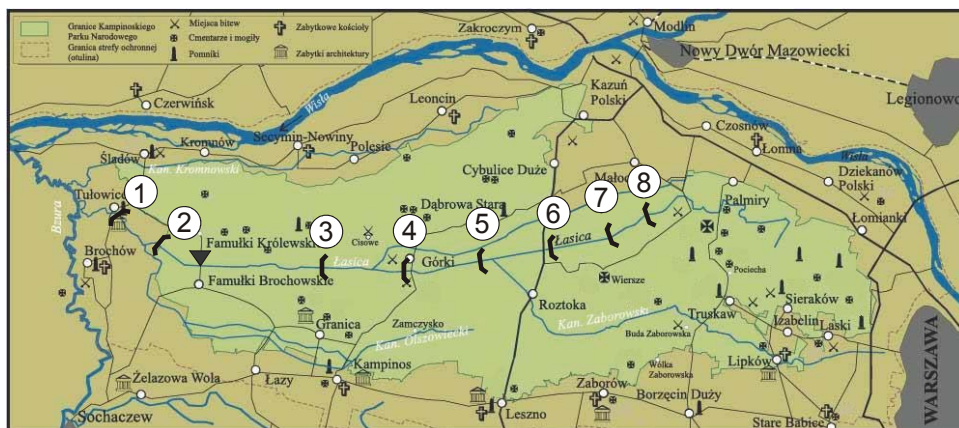 Granice Kampinoskiego
Parku Narodowego
Granica strefy ochronnej
(otulina)
Miejsca bitew
Cmentarze i mogiły
Pomniki
Zabytkowe kościoły
Zabytki architektury
Zakroczym
Modlin
Nowy Dwór Mazowiecki
Legionowo
Czerwińsk
Wisła
Leoncin
Kazuń
Polski
Czosnów
Secymin-Nowiny
Kromnów
Polesie
Śladów
Kan. Kromnowski
Łomna
Wisła
Dziekanów
Polski
Cybulice Duże
Małoc
1
Tułowice
2
3
4
5
6
7
8
Dąbrowa Stara
Palmiry
Łomianki
Bzura
Brochów
Famułki Królewskie
Cisowe
Łasica
Górki
Łasica
Famułki Brochowskie
Wiersze
Pociecha
Roztoka
Kan. Zaborowski
Truskaw
Sieraków
Izabelin
Laski
Granica
Zamczysko
Kan. Olszowiecki
Buda Zaborowska
Lipków
WARSZAWA
Kampinos
Wólka
Zaborowska
Żelazowa Wola
Łazy
Zaborów
Borzęcin Duży
Leszno
Sochaczew
Stare Babice